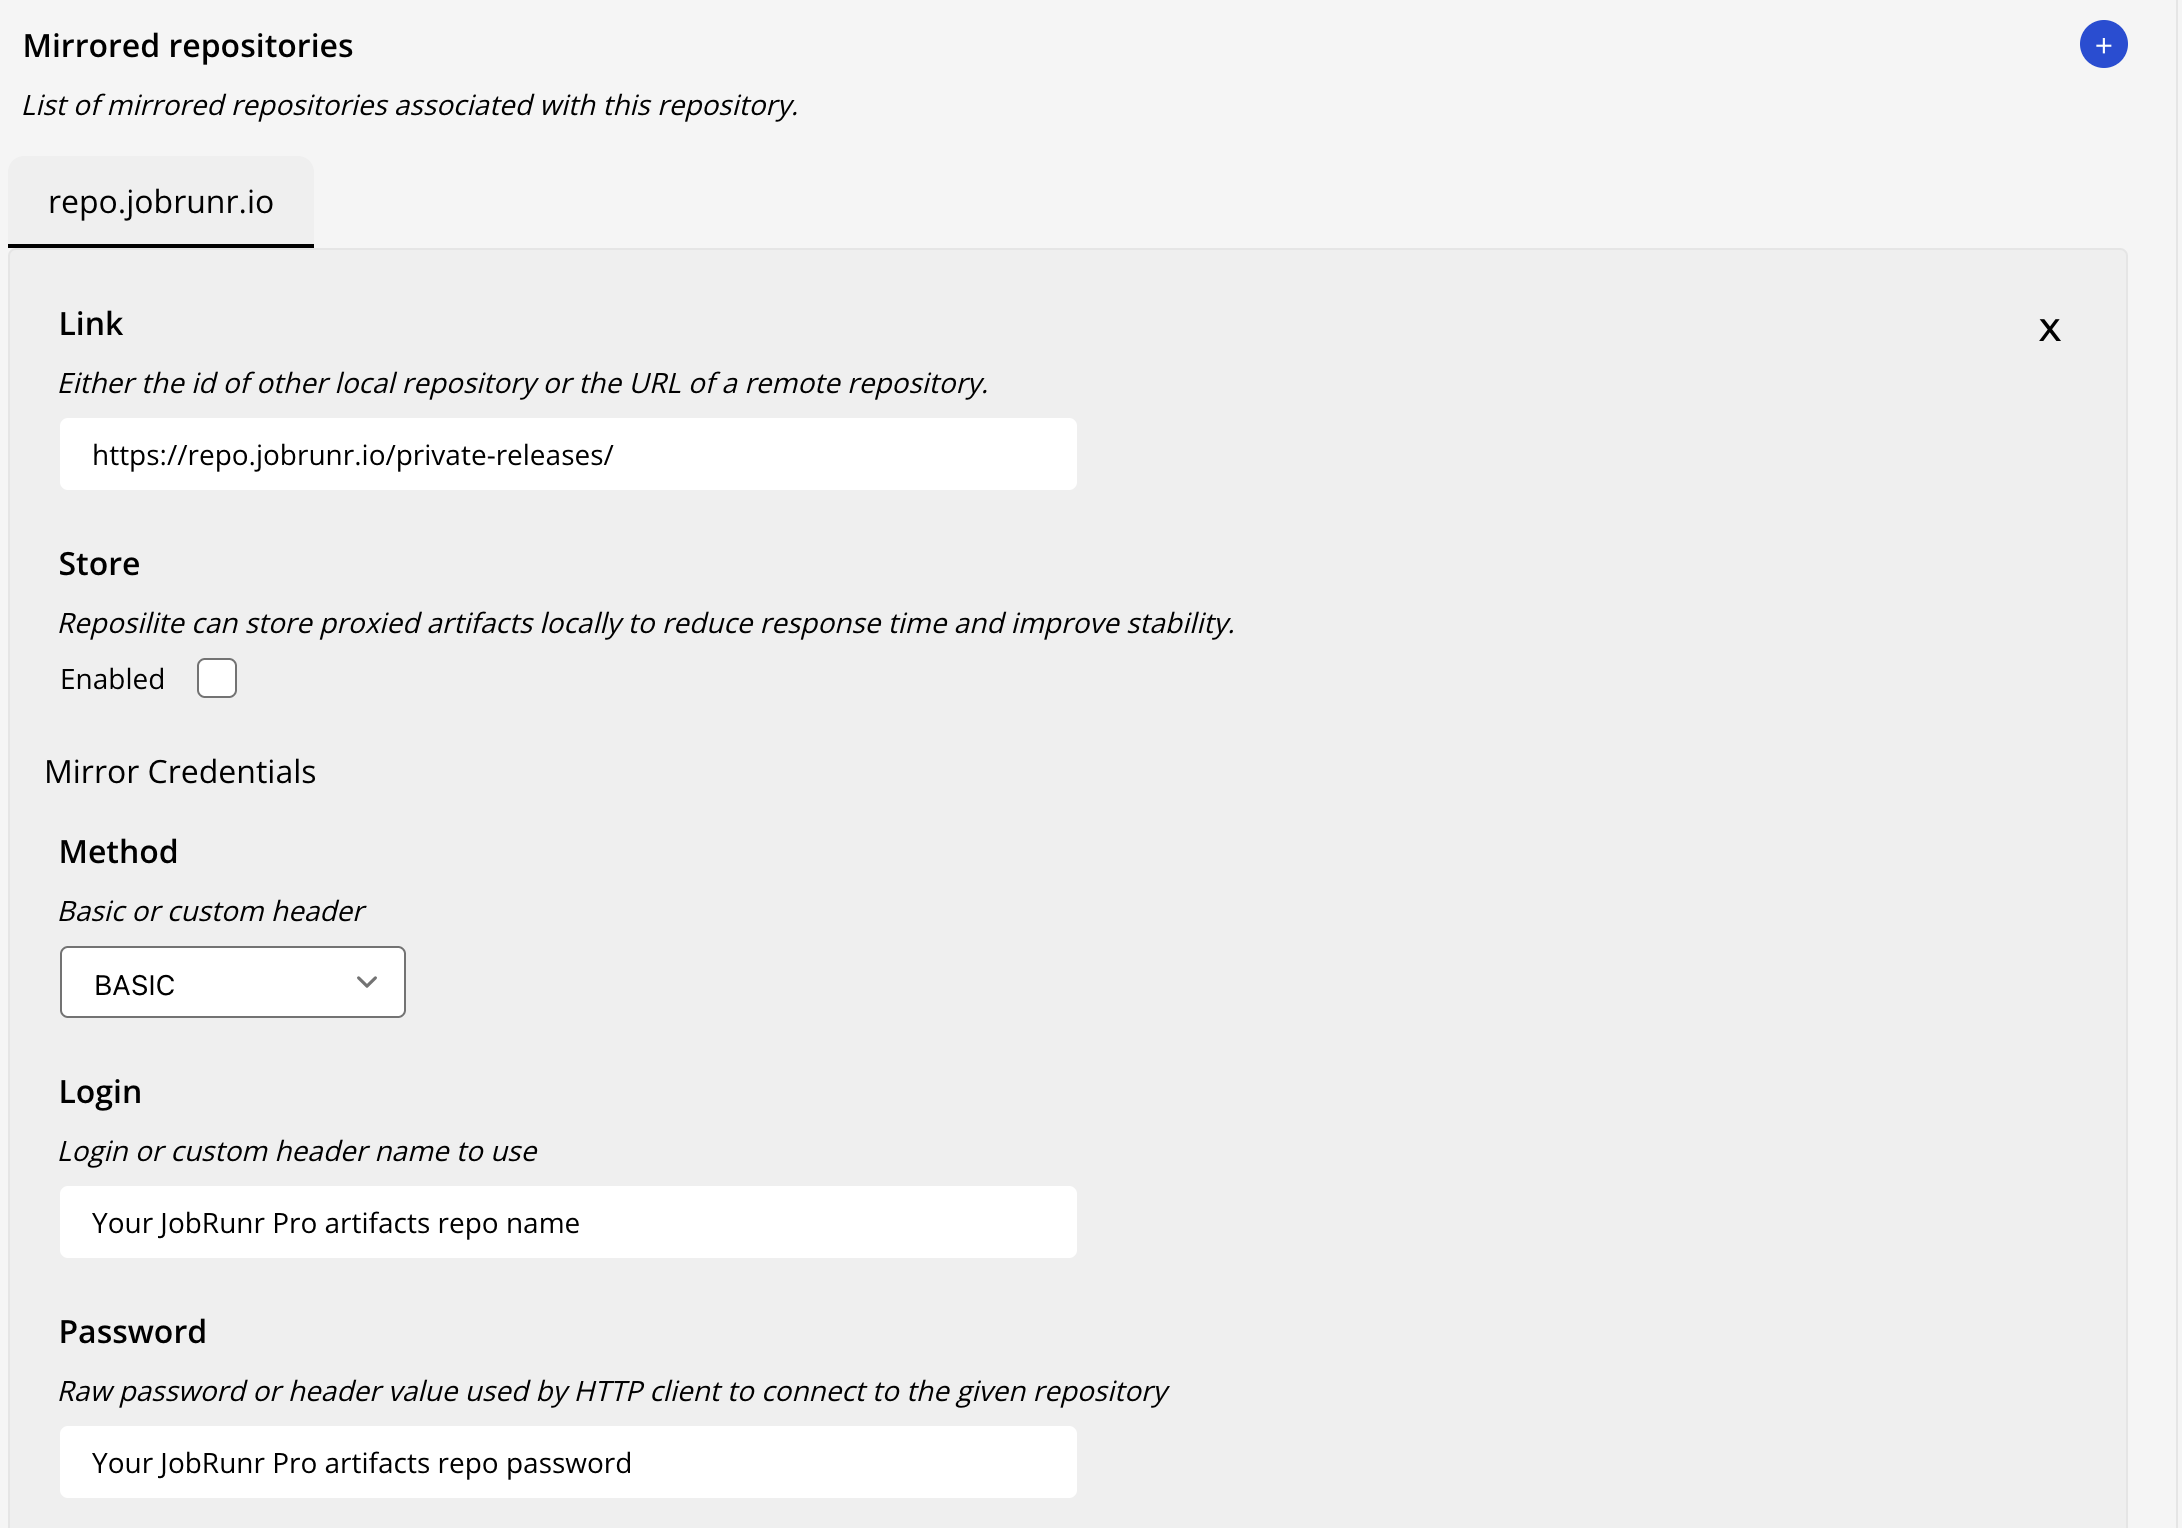 Mirrored repositories
+
List of mirrored repositories associated with this repository.
repo.jobrunr.io
Link
X
Either the id of other local repository or the URL of a remote repository.
https://repo.jobrunr.io/private-releases/
Store
Reposilite can store proxied artifacts locally to reduce response time and improve stability.
Enabled
Mirror Credentials
Method
Basic or custom header
BASIC
Login
Login or custom header name to use
Your JobRunr Pro artifacts repo name
Password
Raw password or header value used by HTTP client to connect to the given repository
Your JobRunr Pro artifacts repo password